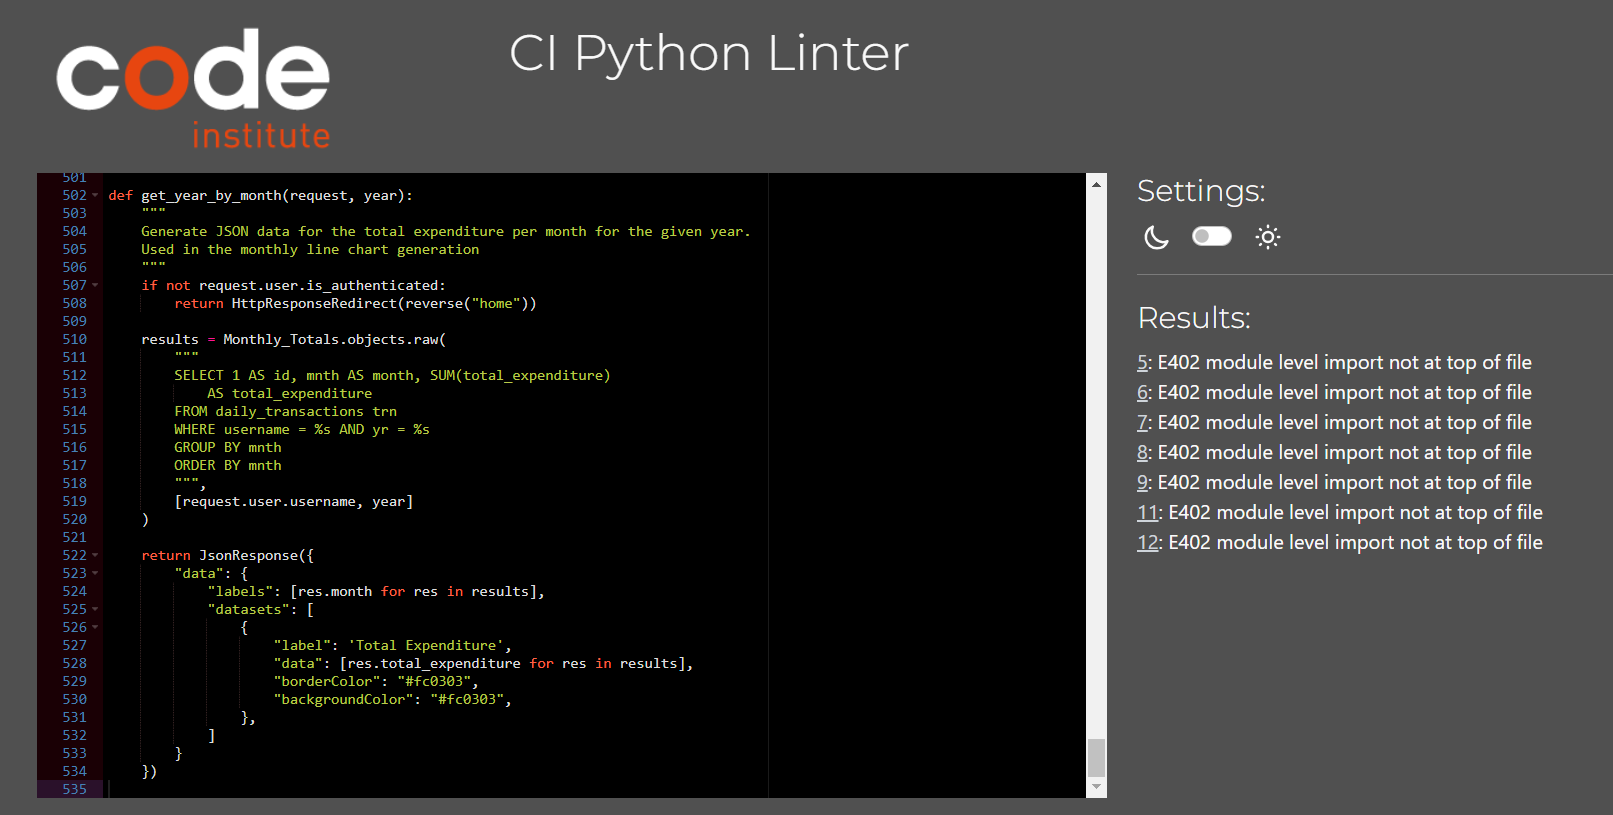 code
institute
CI Python Linter
501
502 def get_year_by_month(request, year):
503 """
504 Generate JSON data for the total expenditure per month for the given year.
505 Used in the monthly line chart generation
506 """
507 if not request.user.is_authenticated:
508 return HttpResponseRedirect(reverse("home"))
509
510 results = Monthly_Totals.objects.raw(
511 """
512 SELECT 1 AS id, mnth AS month, SUM(total_expenditure)
513 AS total_expenditure
514 FROM daily_transactions trn
515 WHERE username = %s AND yr = %s
516 GROUP BY mnth
517 ORDER BY mnth
518 """,
519 [request.user.username, year]
520 )
521
522 return JsonResponse({
523 "data": {
524 "labels": [res.month for res in results],
525 "datasets": [
526 {
527 "label": 'Total Expenditure',
528 "data": [res.total_expenditure for res in results],
529 "borderColor": "#fc0303",
530 "backgroundColor": "#fc0303",
531 },
532 ]
533 }
534 })
535
Settings:
Results:
5: E402 module level import not at top of file
6: E402 module level import not at top of file
7: E402 module level import not at top of file
8: E402 module level import not at top of file
9: E402 module level import not at top of file
11: E402 module level import not at top of file
12: E402 module level import not at top of file